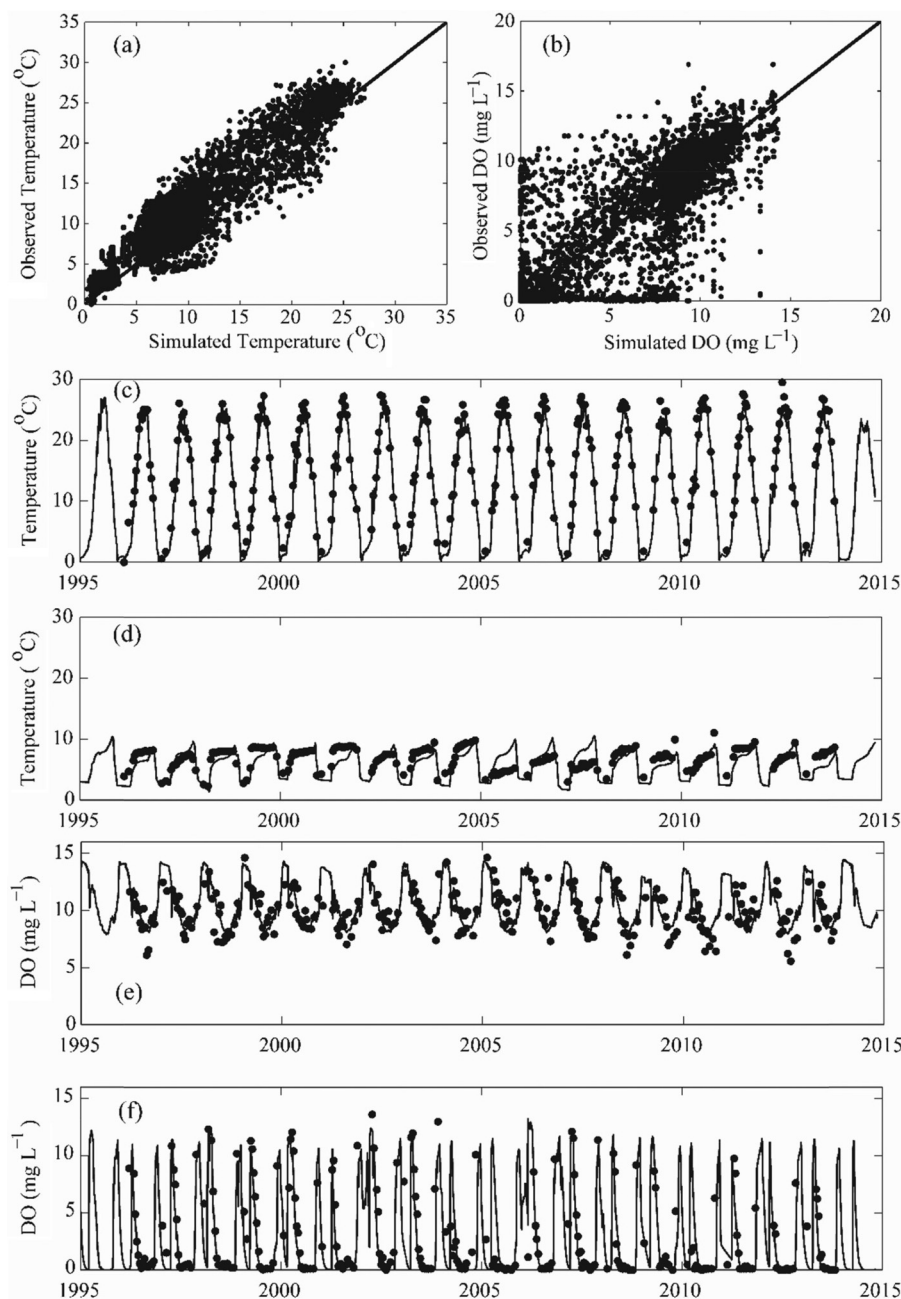 (a)
Observed Temperature (°C)
35
30
25
20
15
10
5
0
0 5 10 15 20 25 30 35
Simulated Temperature (°C)
(b)
Observed DO (mg L⁻¹)
20
15
10
5
0
0 5 10 15 20
Simulated DO (mg L⁻¹)
(c)
Temperature (°C)
30
20
10
0
1995 2000 2005 2010 2015
(d)
Temperature (°C)
30
20
10
0
1995 2000 2005 2010 2015
DO (mg L⁻¹)
15
10
5
0
(e)
1995 2000 2005 2010 2015
(f)
DO (mg L⁻¹)
15
10
5
0
1995 2000 2005 2010 2015